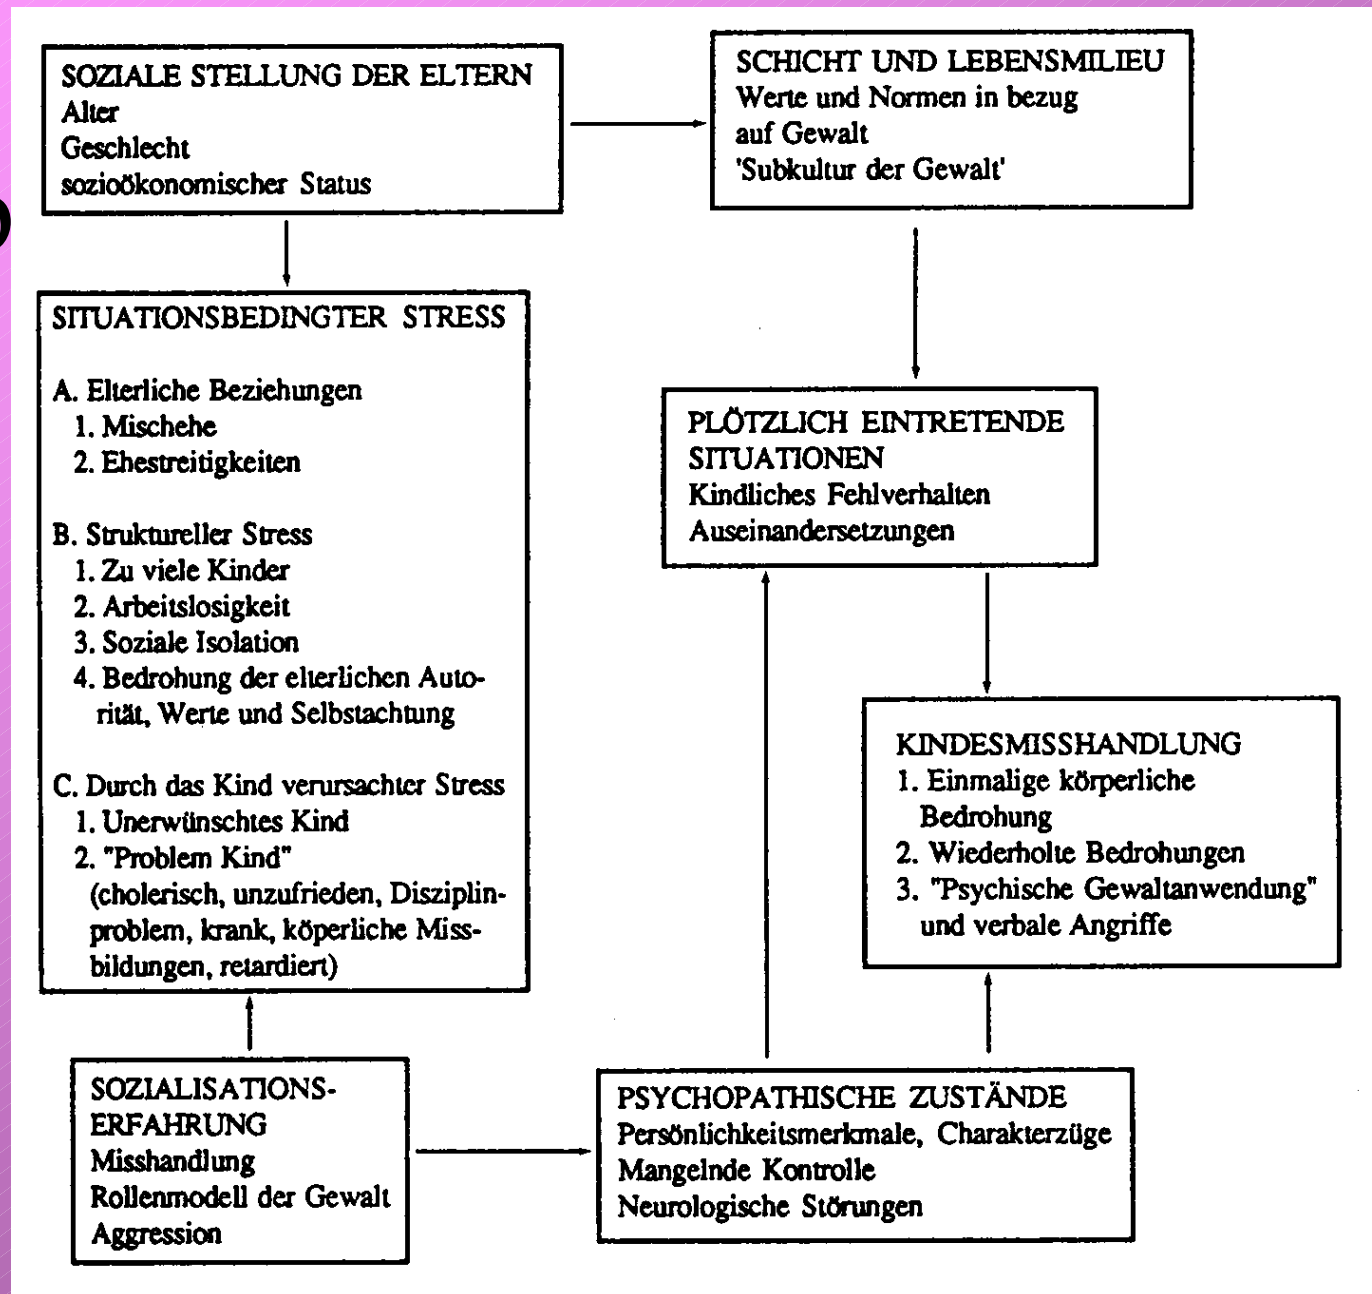 SOZIALE STELLUNG DER ELTERN
Alter
Geschlecht
sozioökonomischer Status
SCHICHT UND LEBENSMILIEU
Werte und Normen in bezug
auf Gewalt
'Subkultur der Gewalt'
SITUATIONSBEDINGTER STRESS
A. Elterliche Beziehungen
1. Mischehe
2. Ehestreitigkeiten
B. Struktureller Stress
1. Zu viele Kinder
2. Arbeitslosigkeit
3. Soziale Isolation
4. Bedrohung der elterlichen Auto-
rität, Werte und Selbstachtung
C. Durch das Kind verursachter Stress
1. Unerwünschtes Kind
2. "Problem Kind"
(cholerisch, unzufrieden, Disziplin-
problem, krank, köperliche Miss-
bildungen, retardiert)
PLÖTZLICH EINTRETENDE
SITUATIONEN
Kindliches Fehlverhalten
Auseinandersetzungen
KINDESMISSHANDLUNG
1. Einmalige körperliche
Bedrohung
2. Wiederholte Bedrohungen
3. "Psychische Gewaltanwendung"
und verbale Angriffe
SOZIALISATIONS-
ERFAHRUNG
Misshandlung
Rollenmodell der Gewalt
Aggression
PSYCHOPATHISCHE ZUSTÄNDE
Persönlichkeitsmerkmale, Charakterzüge
Mangelnde Kontrolle
Neurologische Störungen